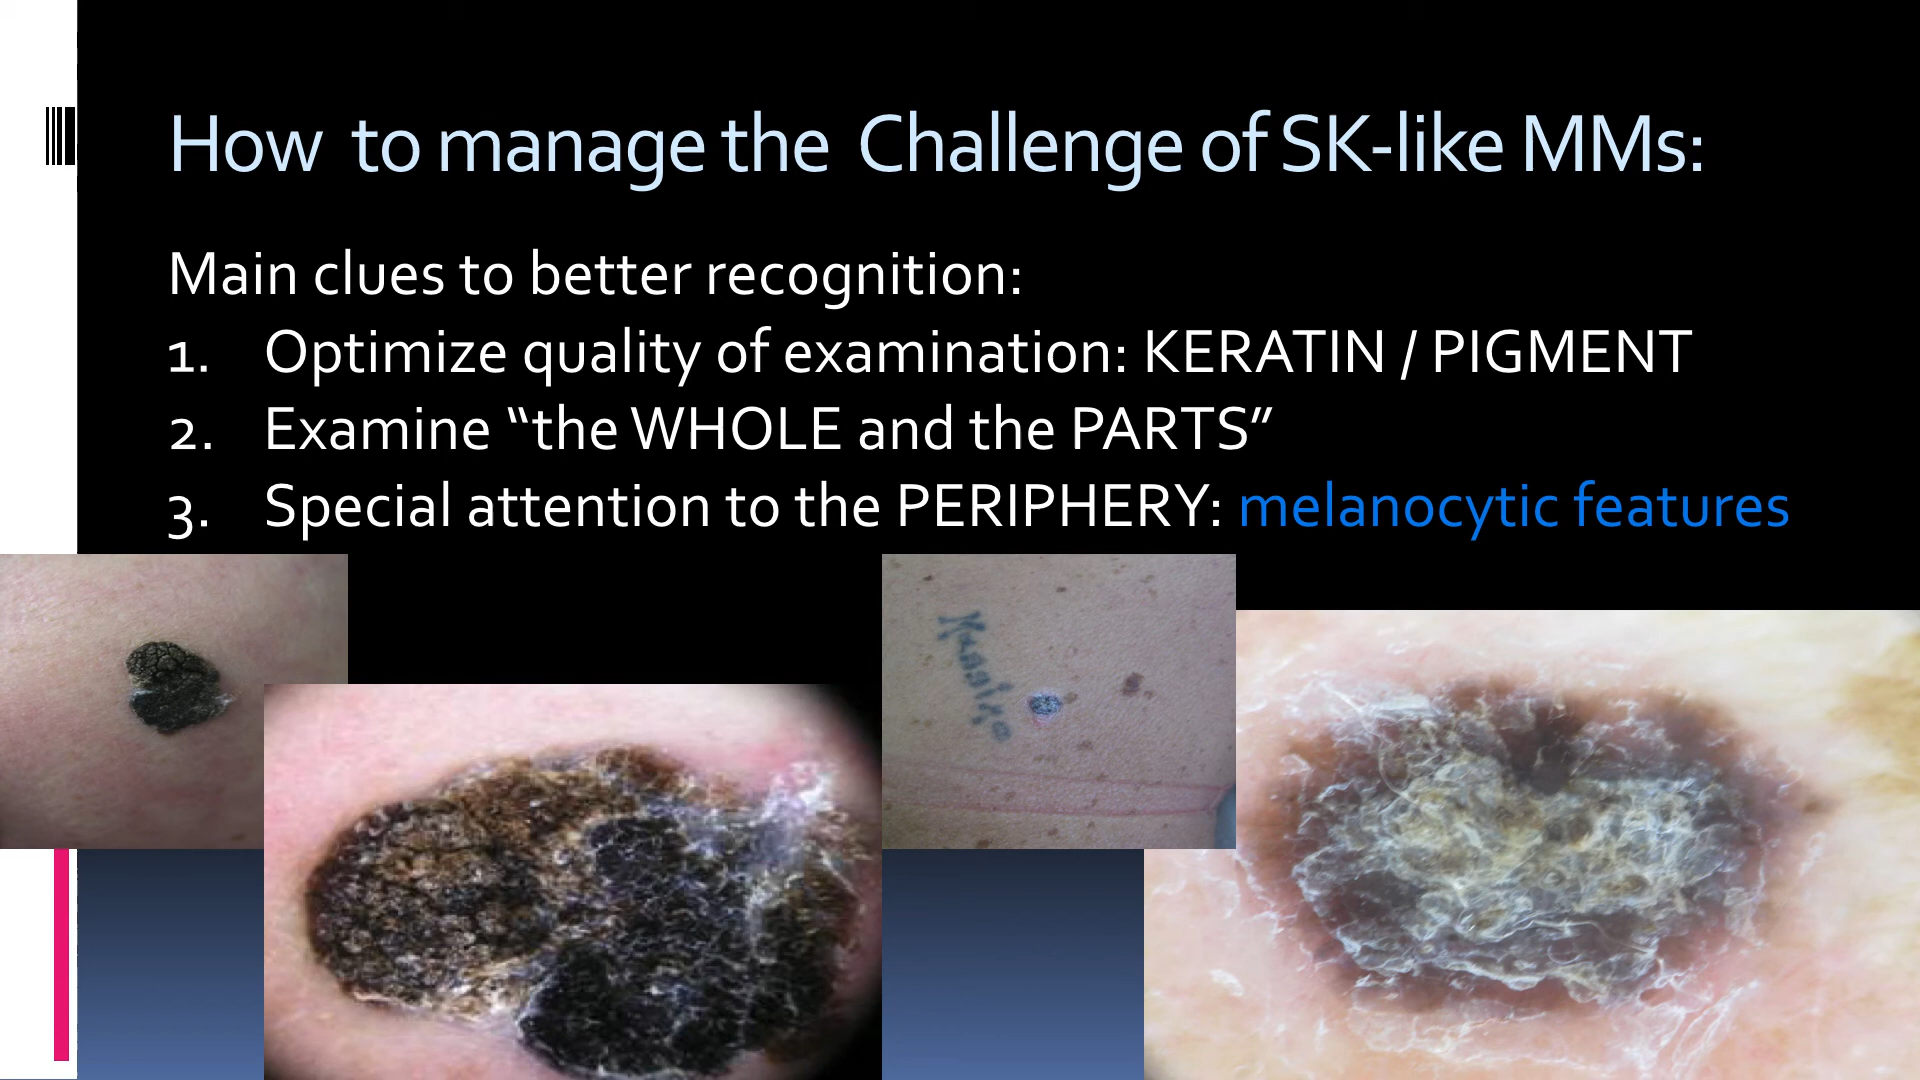 How to manage the Challenge of SK-like MMs:
Main clues to better recognition:
1. Optimize quality of examination: KERATIN / PIGMENT
2. Examine “the WHOLE and the PARTS”
3. Special attention to the PERIPHERY: melanocytic features